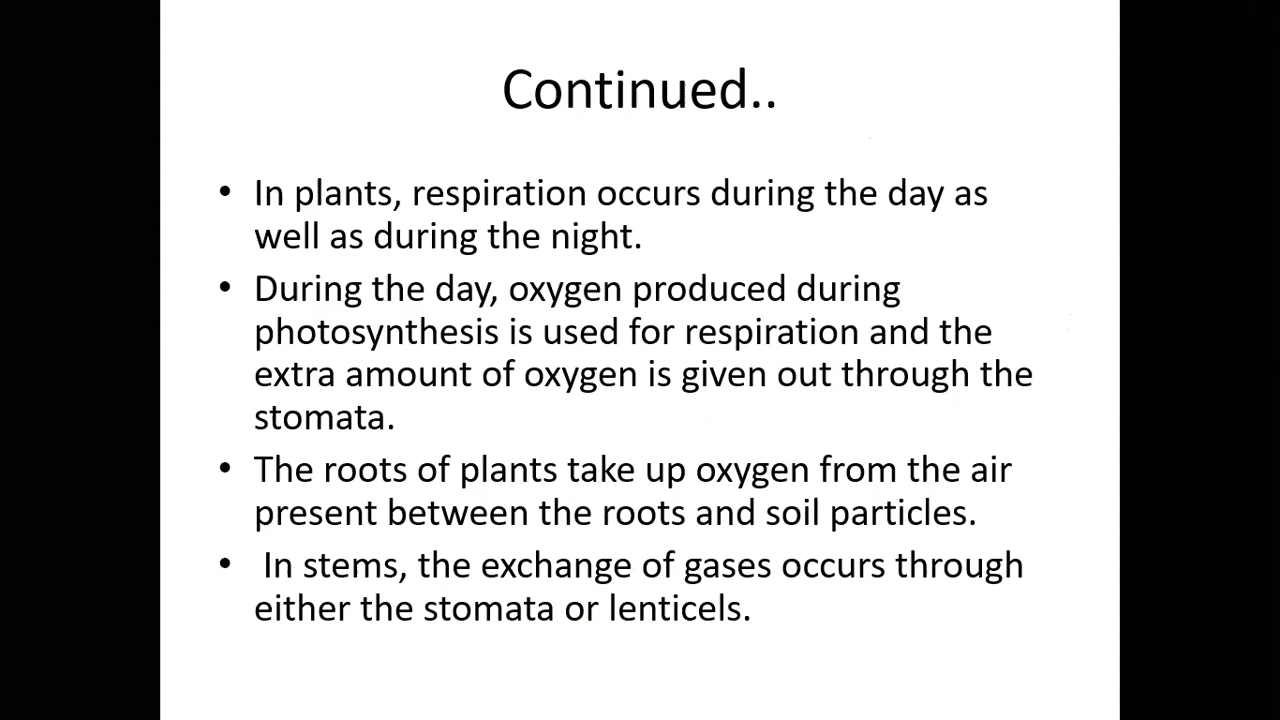 Continued..
• In plants, respiration occurs during the day as
well as during the night.
• During the day, oxygen produced during
photosynthesis is used for respiration and the
extra amount of oxygen is given out through the
stomata.
• The roots of plants take up oxygen from the air
present between the roots and soil particles.
• In stems, the exchange of gases occurs through
either the stomata or lenticels.